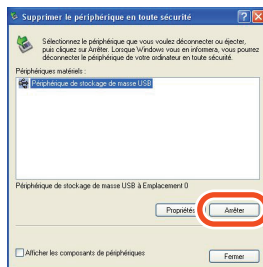 Supprimer le périphérique en toute sécurité
Sélectionnez le périphérique que vous voulez déconnecter ou éjecter,
puis cliquez sur Arrêter. Lorsque Windows vous en informera, vous pourrez
déconnecter le périphérique de votre ordinateur en toute sécurité.
Périphériques matériels :
Périphérique de stockage de masse USB
Périphérique de stockage de masse USB à Emplacement 0
Propriétés Arrêter
Afficher les composants de périphériques
Fermer